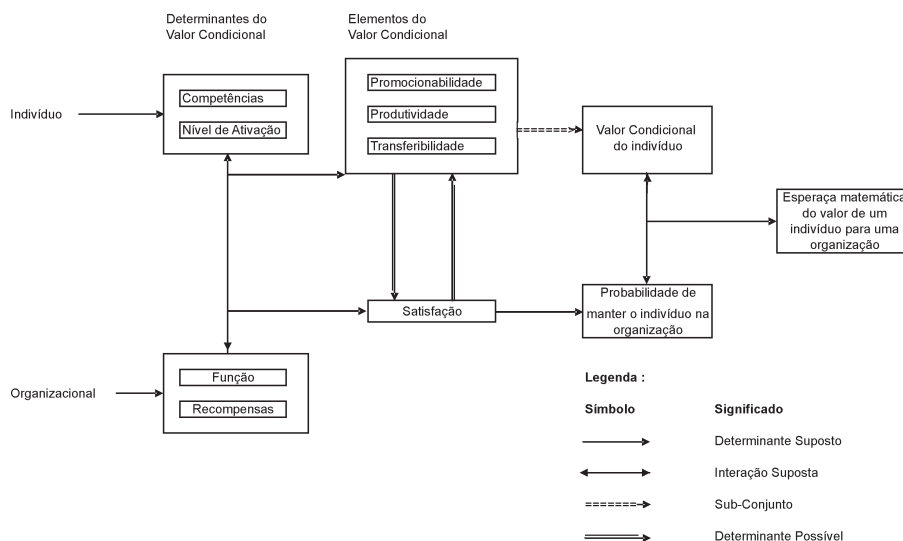 Determinantes do
Valor Condicional
Elementos do
Valor Condicional
Indivíduo
Competências
Nível de Ativação
Promocionabilidade
Produtividade
Transferibilidade
Valor Condicional
do indivíduo
Esperaça matemática
do valor de um
indivíduo para uma
organização
Satisfação
Probabilidade de
manter o indivíduo na
organização
Organizacional
Função
Recompensas
Legenda :
Símbolo Significado
Determinante Suposto
Interação Suposta
Sub-Conjunto
Determinante Possível